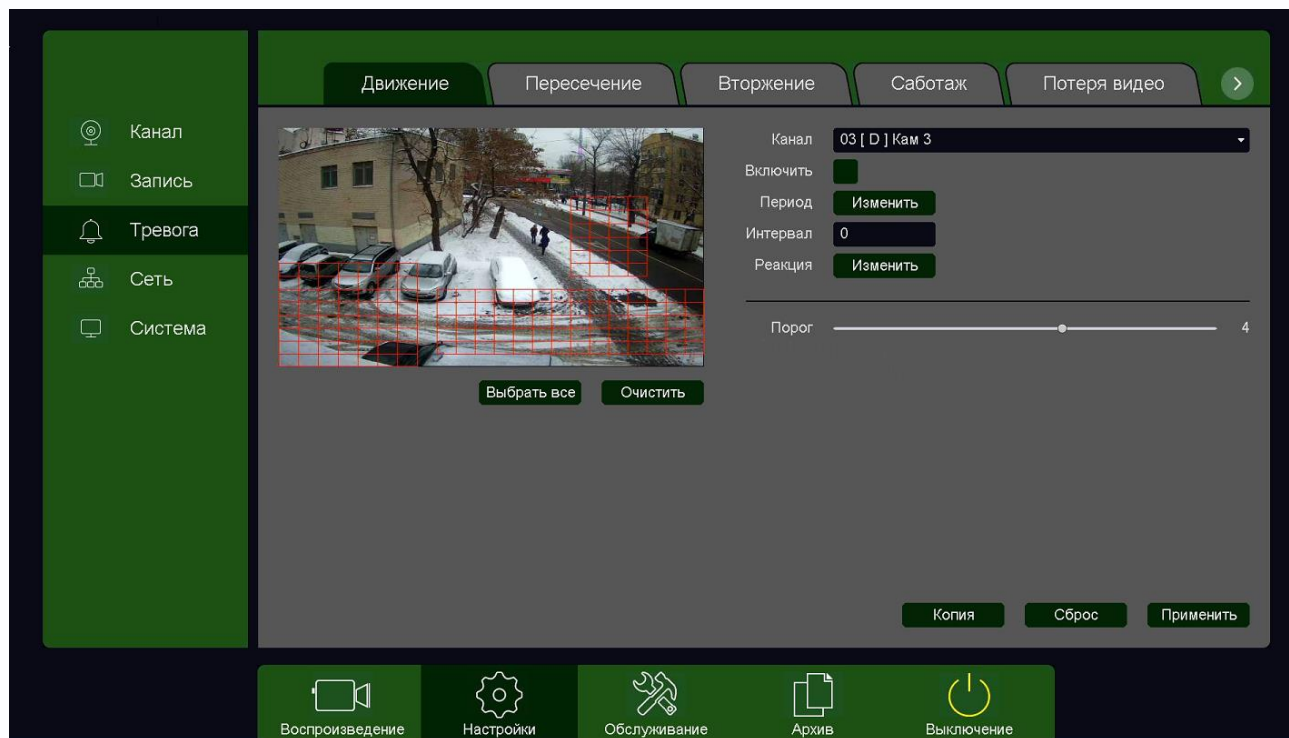 Движение Пересечение Вторжение Саботаж Потеря видео
Канал
Запись
Тревога
Сеть
Система
Канал 03 [ D ] Кам 3
Включить
Период Изменить
Интервал 0
Реакция Изменить
Порог 4
Выбрать все Очистить
Копия Сброс Применить
Воспроизведение Настройки Обслуживание Архив Выключение